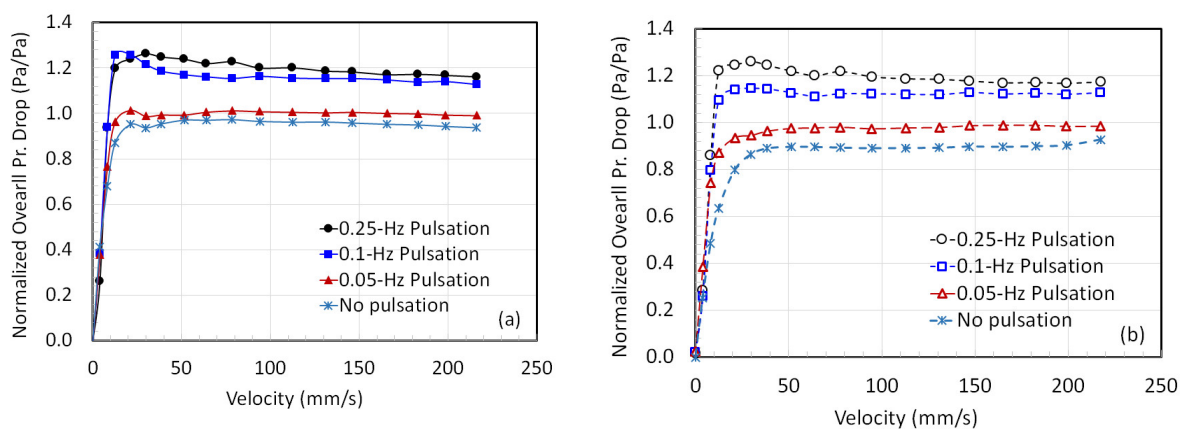 Normalized Ovearll Pr. Drop (Pa/Pa)
1.4
1.2
1.0
0.8
0.6
0.4
0.2
0.0
0.25-Hz Pulsation
0.1-Hz Pulsation
0.05-Hz Pulsation
No pulsation
(a)
0 50 100 150 200 250
Velocity (mm/s)
Normalized Ovearll Pr. Drop (Pa/Pa)
1.4
1.2
1.0
0.8
0.6
0.4
0.2
0.0
0.25-Hz Pulsation
0.1-Hz Pulsation
0.05-Hz Pulsation
No pulsation
(b)
0 50 100 150 200 250
Velocity (mm/s)